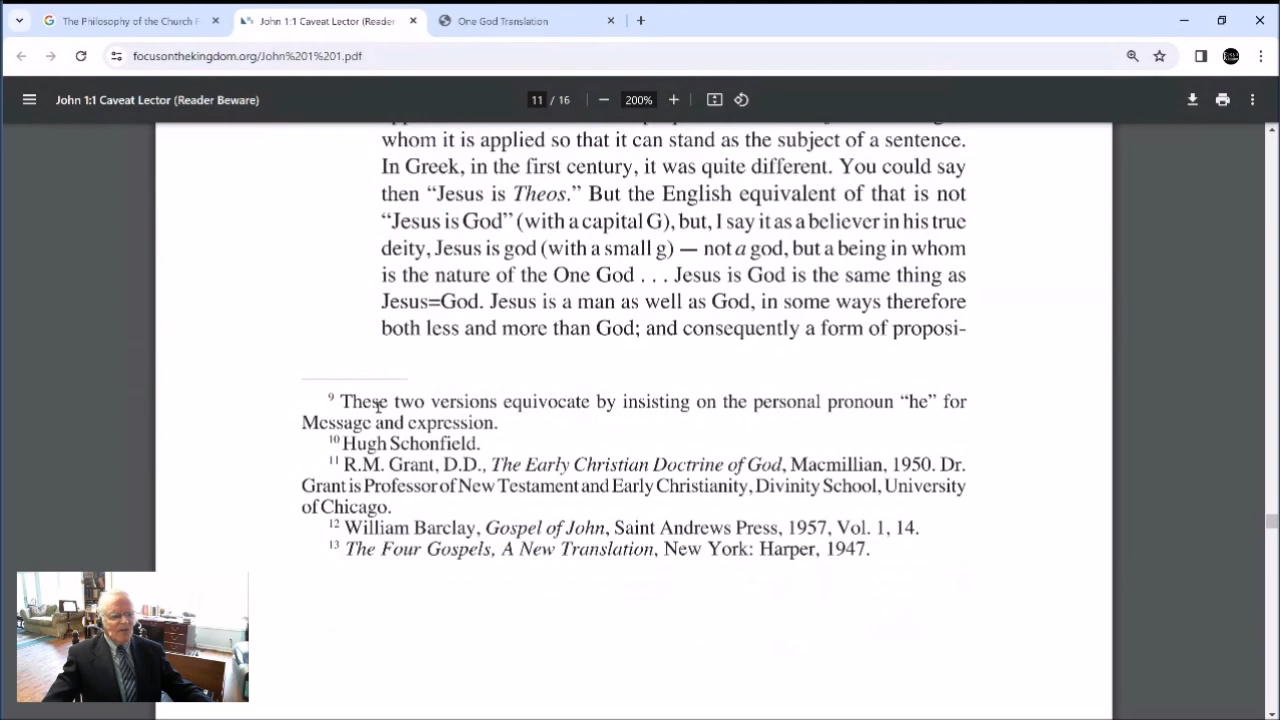 The Philosophy of the Church F
John 1:1 Caveat Lector (Reader
One God Translation
focusonthekingdom.org/John%201%201.pdf
John 1:1 Caveat Lector (Reader Beware)
11 / 16
200%
whom it is applied so that it can stand as the subject of a sentence.
In Greek, in the first century, it was quite different. You could say
then “Jesus is Theos.” But the English equivalent of that is not
“Jesus is God” (with a capital G), but, I say it as a believer in his true
deity, Jesus is god (with a small g) — not a god, but a being in whom
is the nature of the One God . . . Jesus is God is the same thing as
Jesus=God. Jesus is a man as well as God, in some ways therefore
both less and more than God; and consequently a form of proposi-
9 These two versions equivocate by insisting on the personal pronoun “he” for
Message and expression.
10 Hugh Schonfield.
11 R.M. Grant, D.D., The Early Christian Doctrine of God, Macmillian, 1950. Dr.
Grant is Professor of New Testament and Early Christianity, Divinity School, University
of Chicago.
12 William Barclay, Gospel of John, Saint Andrews Press, 1957, Vol. 1, 14.
13 The Four Gospels, A New Translation, New York: Harper, 1947.